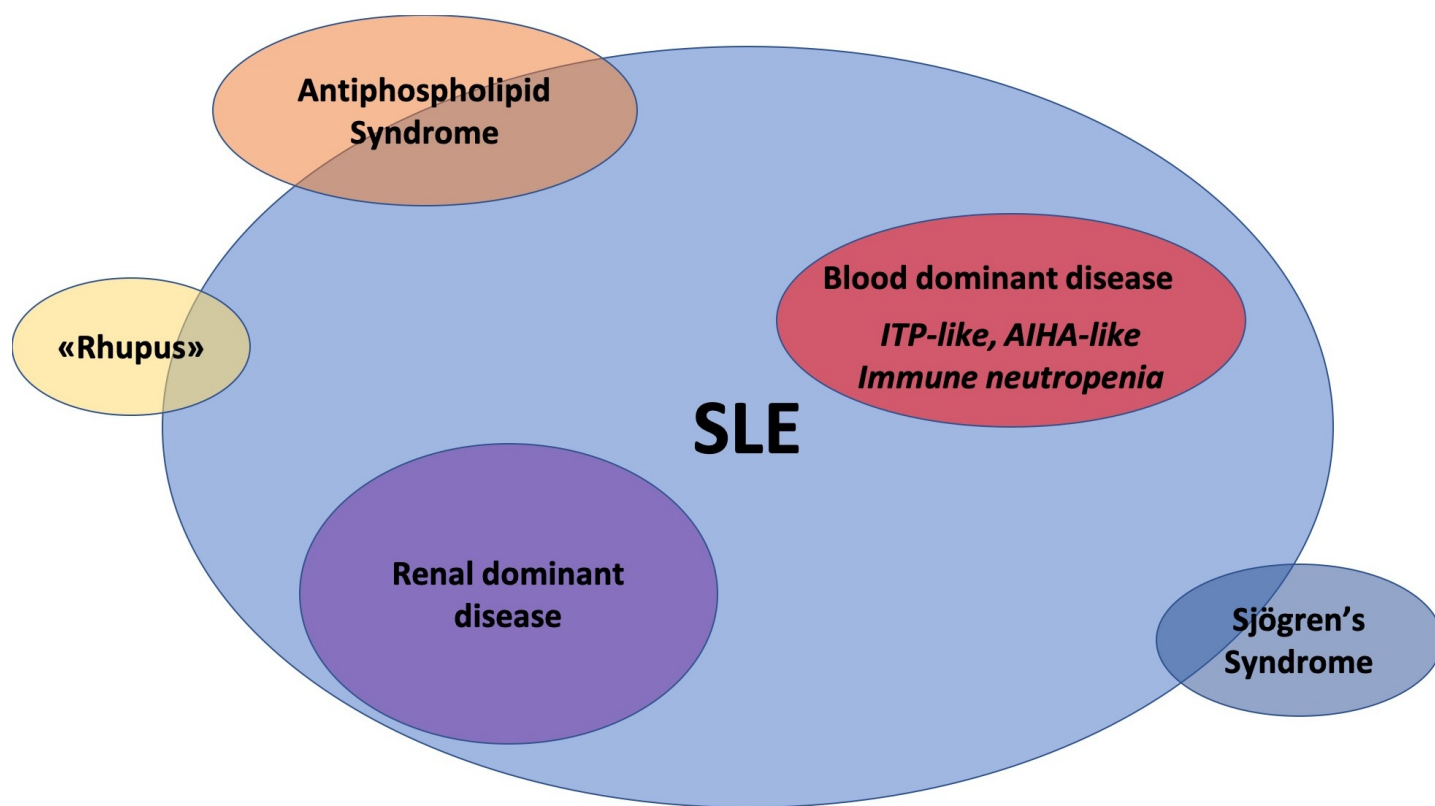 Antiphospholipid
Syndrome
Blood dominant disease
ITP-like, AIHA-like
Immune neutropenia
«Rhupus»
SLE
Renal dominant
disease
Sjögren’s
Syndrome